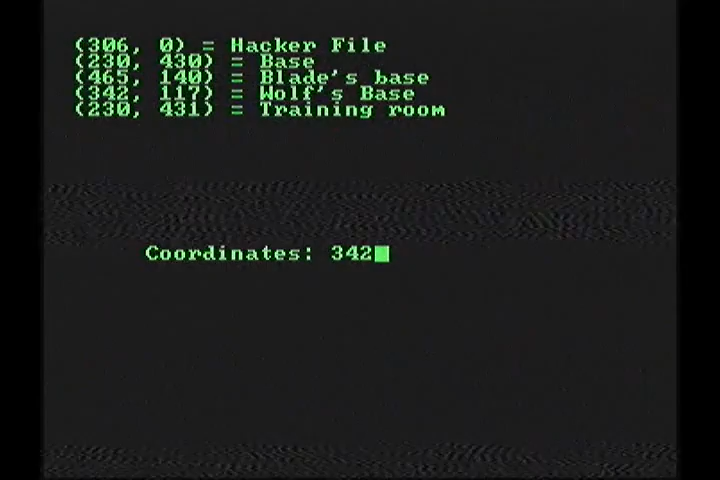 (306, 0) = Hacker File
(230, 430) = Base
(465, 140) = Blade's base
(342, 117) = Wolf's Base
(230, 431) = Training room
Coordinates: 342